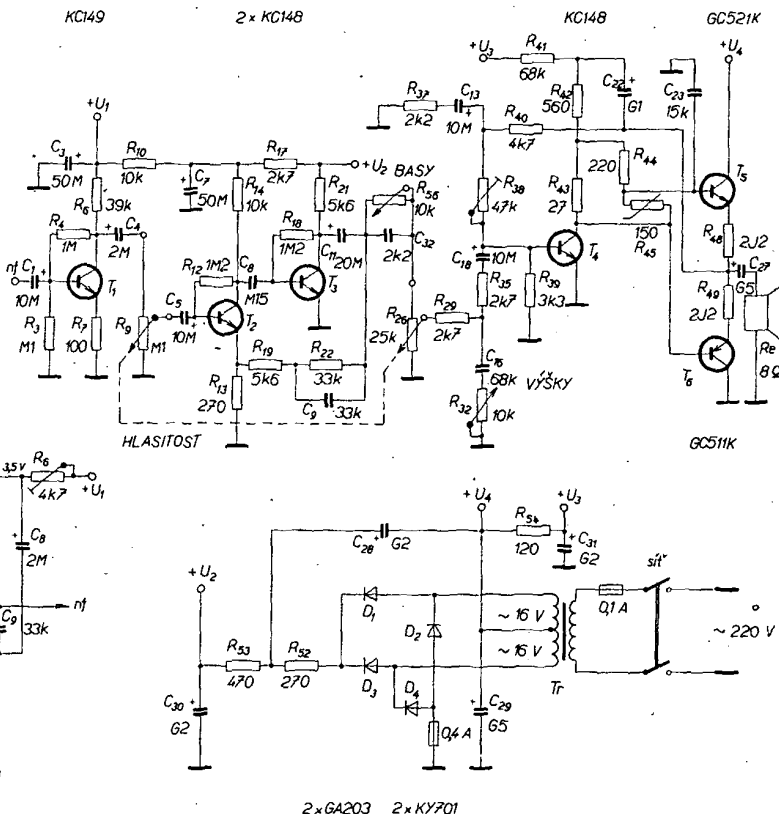 KC149 2 x KC148 KC148 GC521K
+U₁
C₃
50M
R₁₀
10k
R₆
39k
R₄
1M
C₄
2M
nf
C₁
10M
T₁
R₃
M1
R₇
100
R₉
M1
HLASITOST
C₇
50M
R₁₄
10k
R₁₇
2k7
+U₂
R₂₁
5k6
R₁₂
1M2
C₈
M15
R₁₈
1M2
C₁₁
20M
T₃
C₅
10M
T₂
R₁₃
270
R₁₉
5k6
R₂₂
33k
C₉
33k
BASY
R₅₆
10k
C₃₂
2k2
R₂₆
25k
R₂₉
2k7
R₃₇
2k2
C₁₃
10M
+U₃
R₄₁
68k
R₄₀
4k7
R₃₈
47k
C₁₈
10M
R₃₅
2k7
R₃₉
3k3
C₁₆
68k
VÝŠKY
R₃₂
10k
R₄₂
560
C₂₂
G1
R₄₃
27
T₄
C₂₃
15k
R₄₄
220
150
R₄₅
+U₄
T₅
R₄₈
2J2
C₂₇
G5
R₄₉
2J2
T₆
Re
8Ω
GC511K
3,5V
R₆
4k7
+U₁
C₈
2M
nf
C₉
33k
+U₂
C₂₈
G2
+U₄
+U₃
R₅₄
120
C₃₁
G2
R₅₃
470
R₅₂
270
D₁
D₂
D₃
D₄
C₃₀
G2
0,4 A
C₂₉
G5
~ 16 V
~ 16 V
Tr
0,1 A
síť
~ 220 V
2 x GA203 2 x KY701